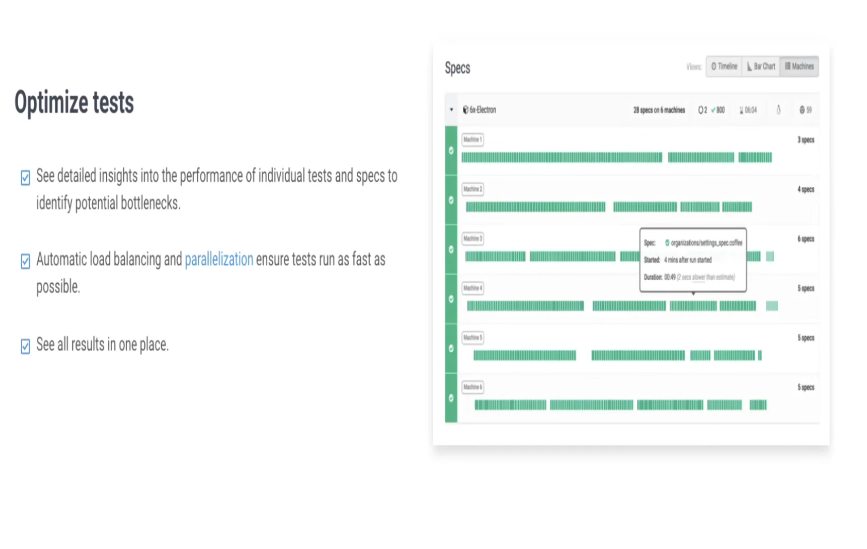 Optimize tests
See detailed insights into the performance of individual tests and specs to
identify potential bottlenecks.
Automatic load balancing and parallelization ensure tests run as fast as
possible.
See all results in one place.
Specs
Views: Timeline Bar Chart Machines
6x-Electron 28 specs on 6 machines 2 800 06:04 59
Machine 1 3 specs
Machine 2 4 specs
Machine 3 6 specs
Spec: organizations/settings_spec.coffee
Started: 4 mins after run started
Duration: 00:49 (2 secs slower than estimate)
Machine 4 5 specs
Machine 5 5 specs
Machine 6 5 specs